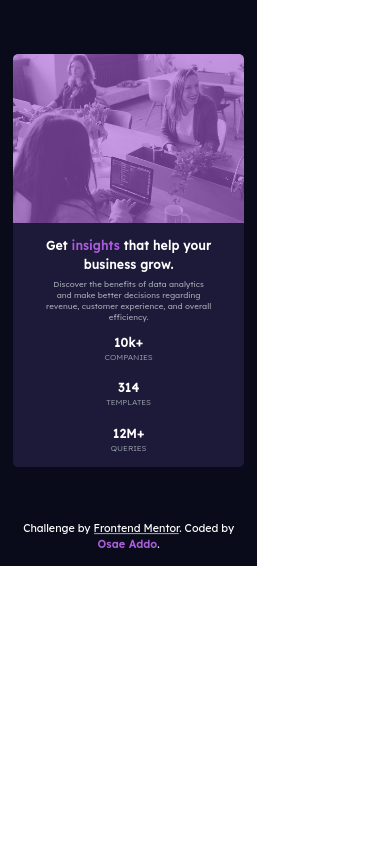 Get insights that help your
business grow.
Discover the benefits of data analytics
and make better decisions regarding
revenue, customer experience, and overall
efficiency.
10k+
COMPANIES
314
TEMPLATES
12M+
QUERIES
Challenge by Frontend Mentor. Coded by
Osae Addo.